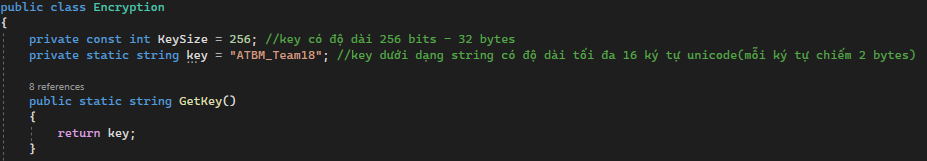 public class Encryption
{
private const int KeySize = 256; //key có độ dài 256 bits - 32 bytes
private static string key = "ATBM_Team18"; //key dưới dạng string có độ dài tối đa 16 ký tự unicode(mỗi ký tự chiếm 2 bytes)
8 references
public static string GetKey()
{
return key;
}